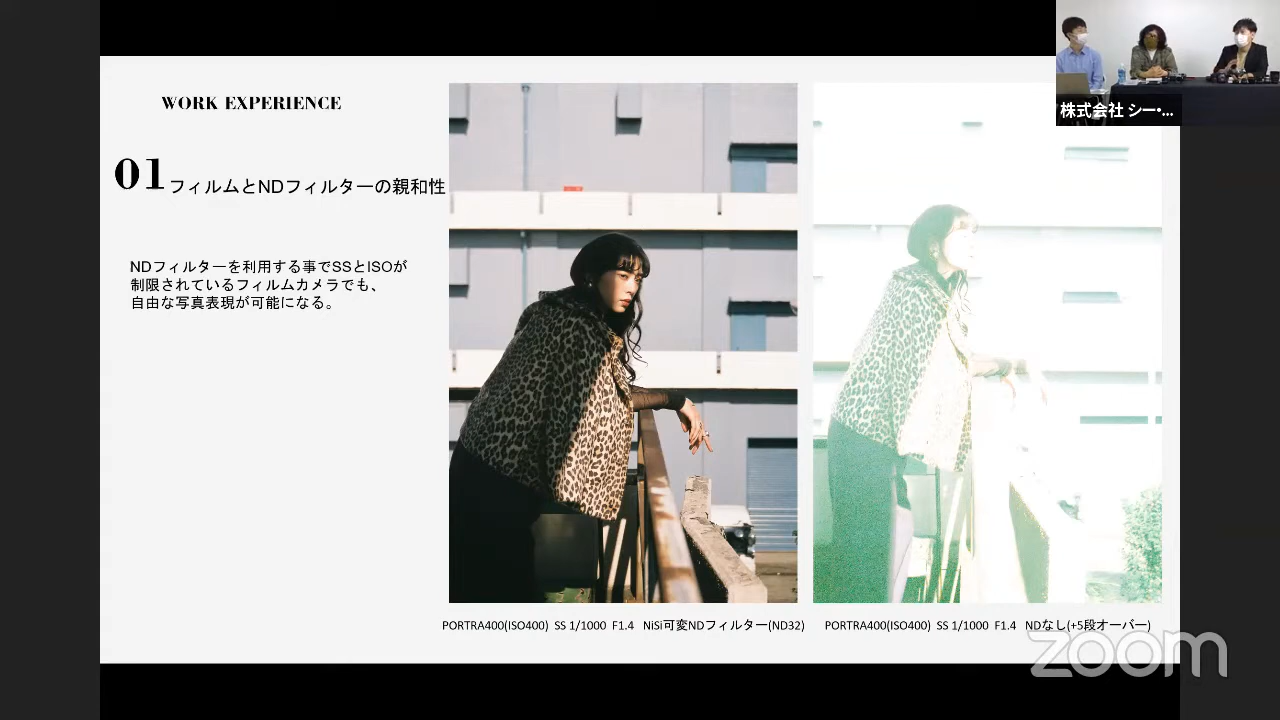 WORK EXPERIENCE
01 フィルムとNDフィルターの親和性
NDフィルターを利用する事でSSとISOが
制限されているフィルムカメラでも、
自由な写真表現が可能になる。
PORTRA400(ISO400) SS 1/1000 F1.4 NiSi可変NDフィルター(ND32)
PORTRA400(ISO400) SS 1/1000 F1.4 NDなし(+5段オーバー)
株式会社 シー・...
zoom